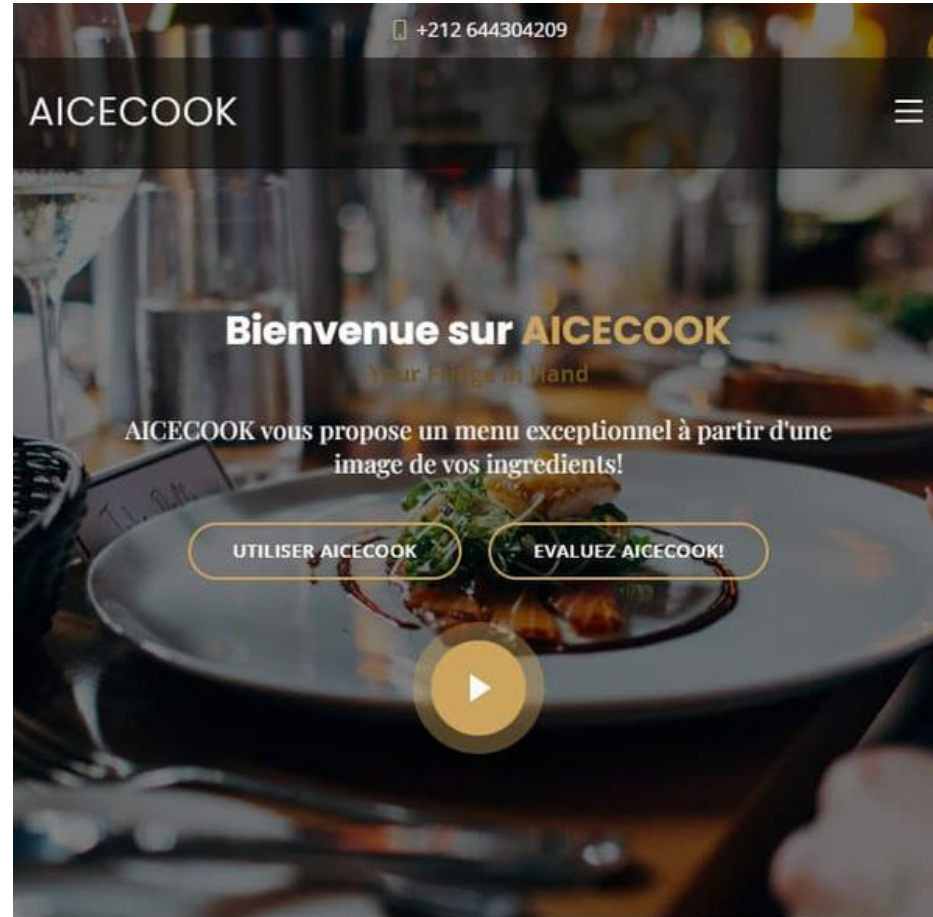 +212 644304209
AICECOOK
Bienvenue sur AICECOOK
Your Fridge in Hand
AICECOOK vous propose un menu exceptionnel à partir d'une
image de vos ingredients!
UTILISER AICECOOK
EVALUEZ AICECOOK!